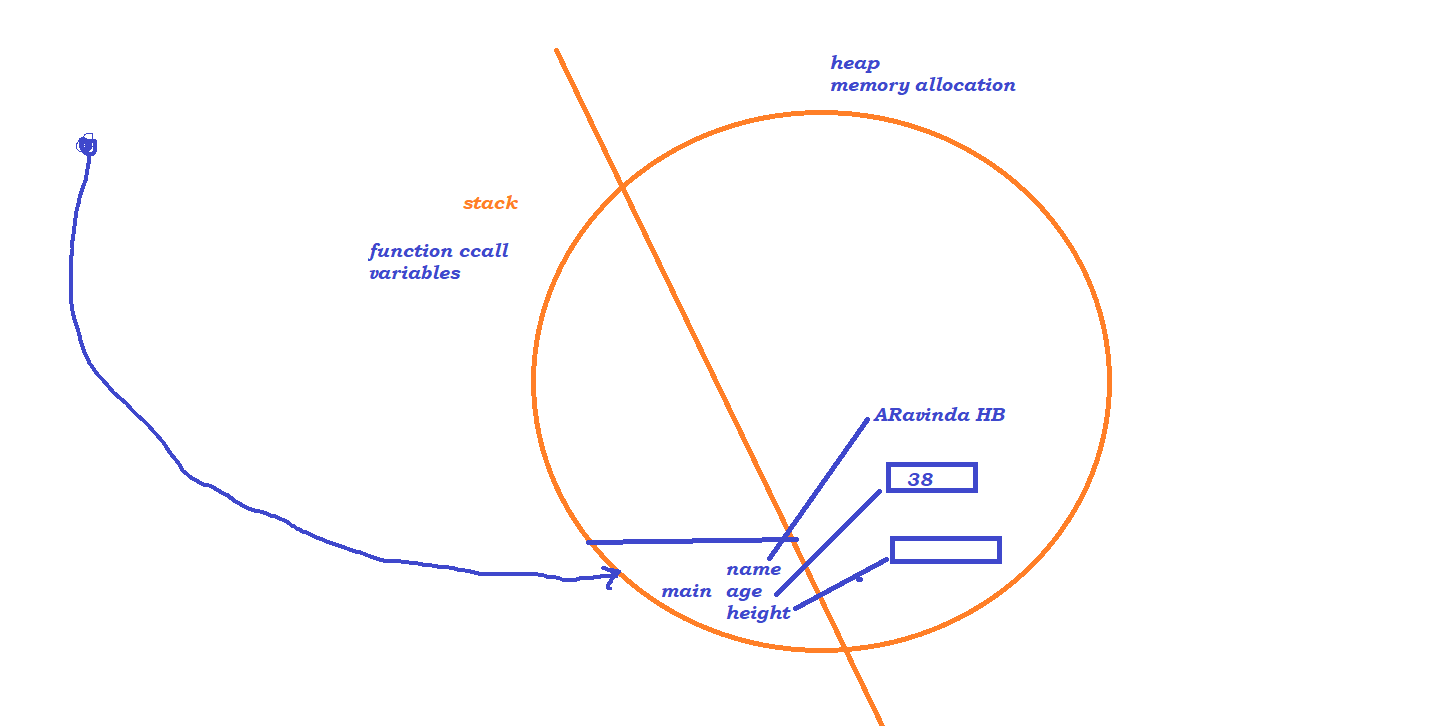 heap
memory allocation
stack
function ccall
variables
ARavinda HB
38
name
main age
height